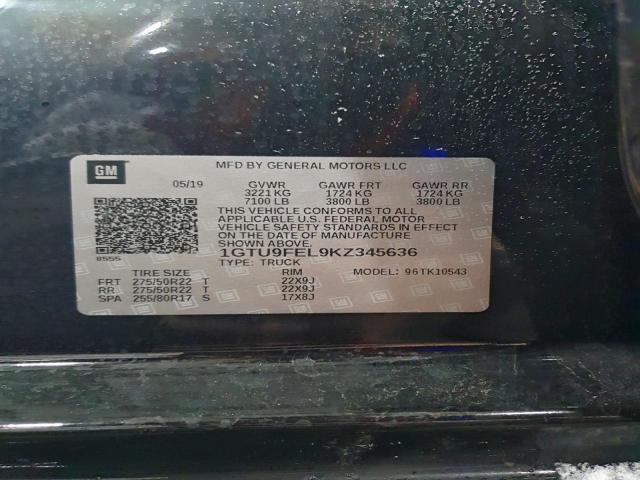 GM
MFD BY GENERAL MOTORS LLC
05/19 GVWR GAWR FRT GAWR RR
3221 KG 1724 KG 1724 KG
7100 LB 3800 LB 3800 LB
THIS VEHICLE CONFORMS TO ALL
APPLICABLE U.S. FEDERAL MOTOR
VEHICLE SAFETY STANDARDS IN EFFECT
ON THE DATE OF MANUFACTURE
SHOWN ABOVE.
8555
1GTU9FEL9KZ345636
TYPE: TRUCK MODEL: 96TK10543
TIRE SIZE RIM
FRT 275/50R22 T 22X9J
RR 275/50R22 T 22X9J
SPA 255/80R17 S 17X8J